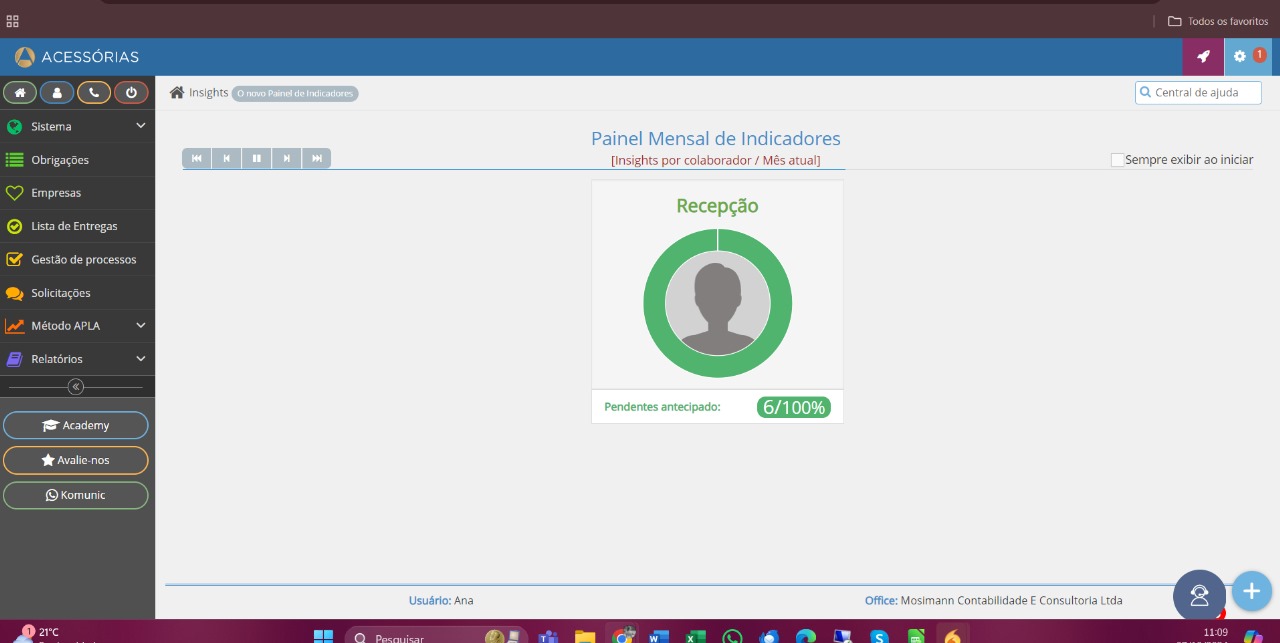 Todos os favoritos
ACESSÓRIAS
1
Insights O novo Painel de Indicadores
Central de ajuda
Sistema
Obrigações
Empresas
Lista de Entregas
Gestão de processos
Solicitações
Método APLA
Relatórios
Academy
Avalie-nos
Komunic
Painel Mensal de Indicadores
[Insights por colaborador / Mês atual]
Sempre exibir ao iniciar
Recepção
Pendentes antecipado: 6/100%
Usuário: Ana
Office: Mosimann Contabilidade E Consultoria Ltda
1
21°C
Pesquisar
11:09